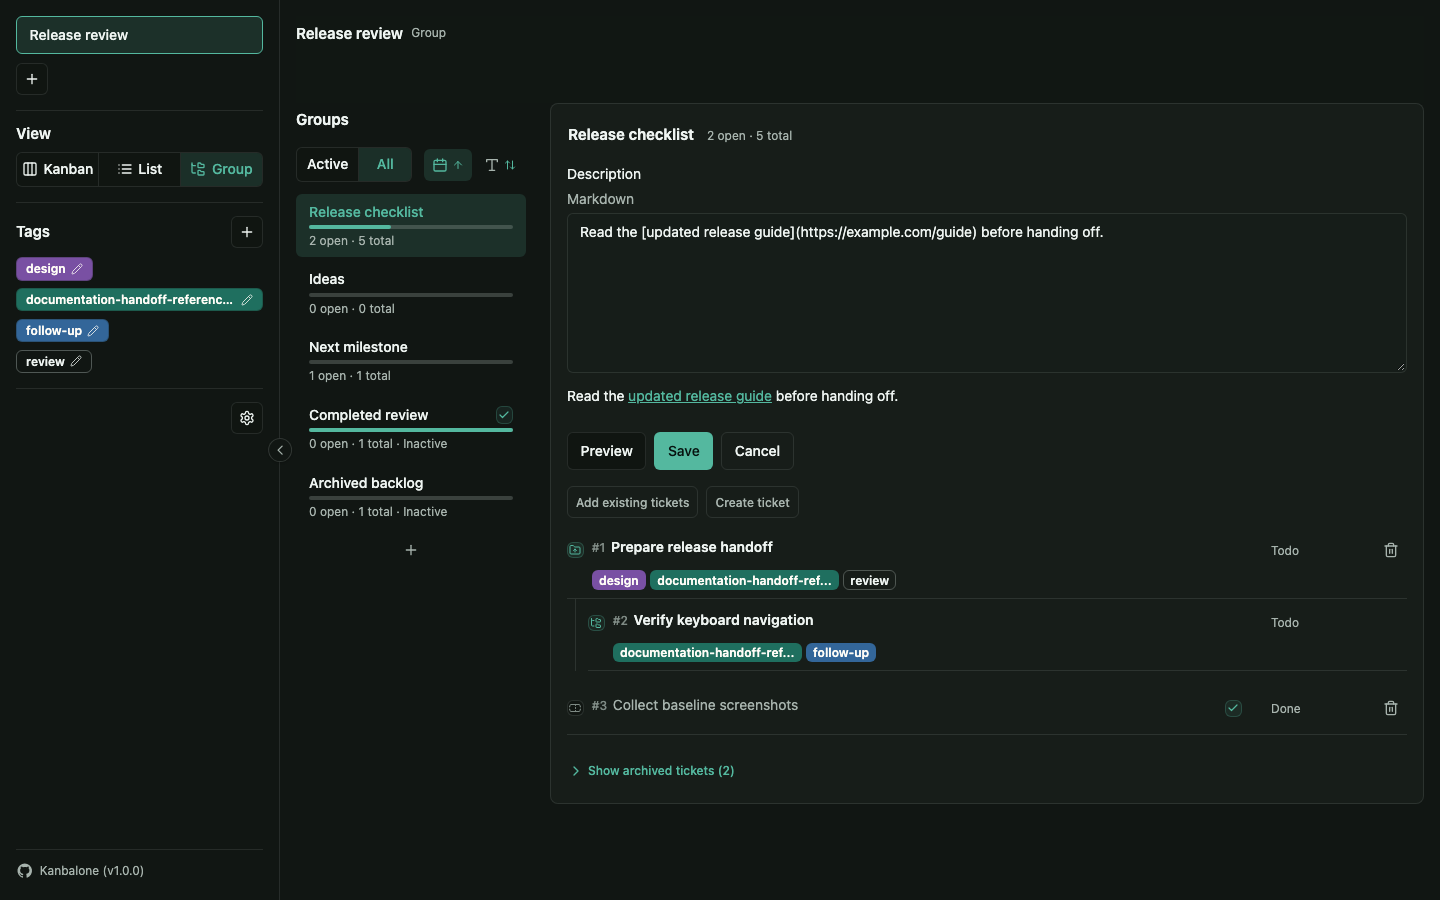 Release review
View
Kanban
List
Group
Tags
design
documentation-handoff-referenc...
follow-up
review
Kanbalone (v1.0.0)
Release review Group
Groups
Active
All
Release checklist
2 open · 5 total
Ideas
0 open · 0 total
Next milestone
1 open · 1 total
Completed review
0 open · 1 total · Inactive
Archived backlog
0 open · 1 total · Inactive
Release checklist 2 open · 5 total
Description
Markdown
Read the [updated release guide](https://example.com/guide) before handing off.
Read the updated release guide before handing off.
Preview Save Cancel
Add existing tickets Create ticket
#1 Prepare release handoff Todo
design documentation-handoff-ref... review
#2 Verify keyboard navigation Todo
documentation-handoff-ref... follow-up
#3 Collect baseline screenshots Done
Show archived tickets (2)